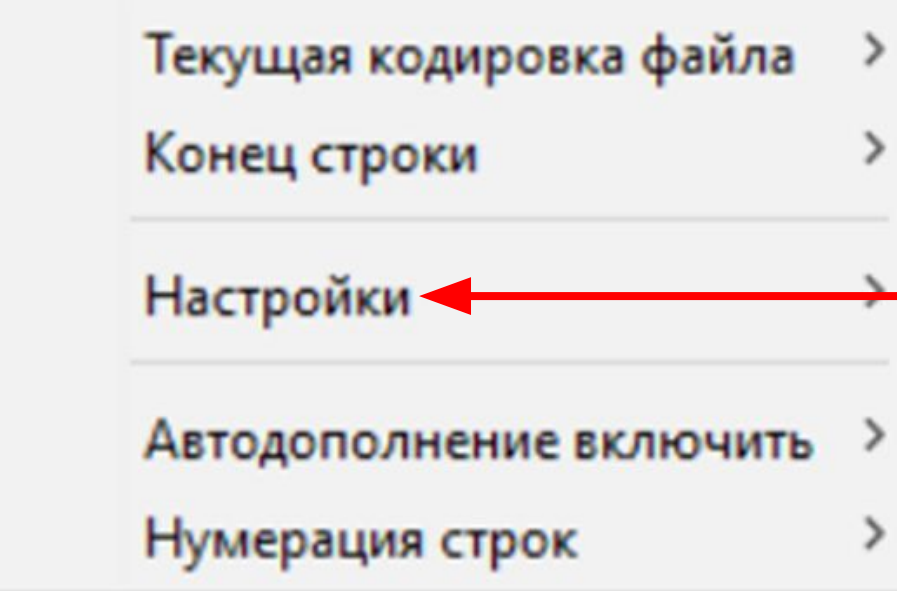 Текущая кодировка файла
Конец строки
Настройки
Автодополнение включить
Нумерация строк